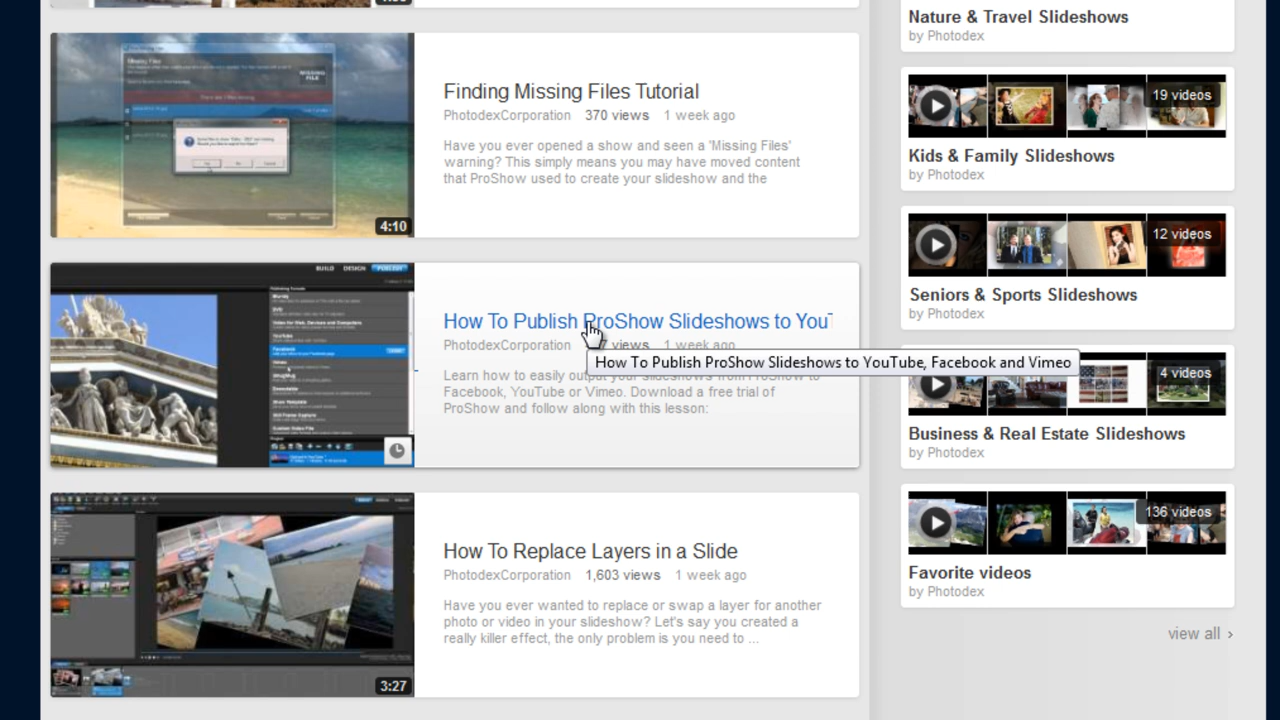 MISSING
FILE
4:10
Finding Missing Files Tutorial
PhotodexCorporation 370 views 1 week ago
Have you ever opened a show and seen a 'Missing Files'
warning? This simply means you may have moved content
that ProShow used to create your slideshow and the
BUILD DESIGN PUBLISH
How To Publish ProShow Slideshows to YouT
PhotodexCorporation views 1 week ago
How To Publish ProShow Slideshows to YouTube, Facebook and Vimeo
Learn how to easily output your slideshows from ProShow to
Facebook, YouTube or Vimeo. Download a free trial of
ProShow and follow along with this lesson:
How To Replace Layers in a Slide
PhotodexCorporation 1,603 views 1 week ago
Have you ever wanted to replace or swap a layer for another
photo or video in your slideshow? Let's say you created a
really killer effect, the only problem is you need to ...
3:27
Nature & Travel Slideshows
by Photodex
19 videos
Kids & Family Slideshows
by Photodex
12 videos
Seniors & Sports Slideshows
by Photodex
4 videos
Business & Real Estate Slideshows
by Photodex
136 videos
Favorite videos
by Photodex
view all ›